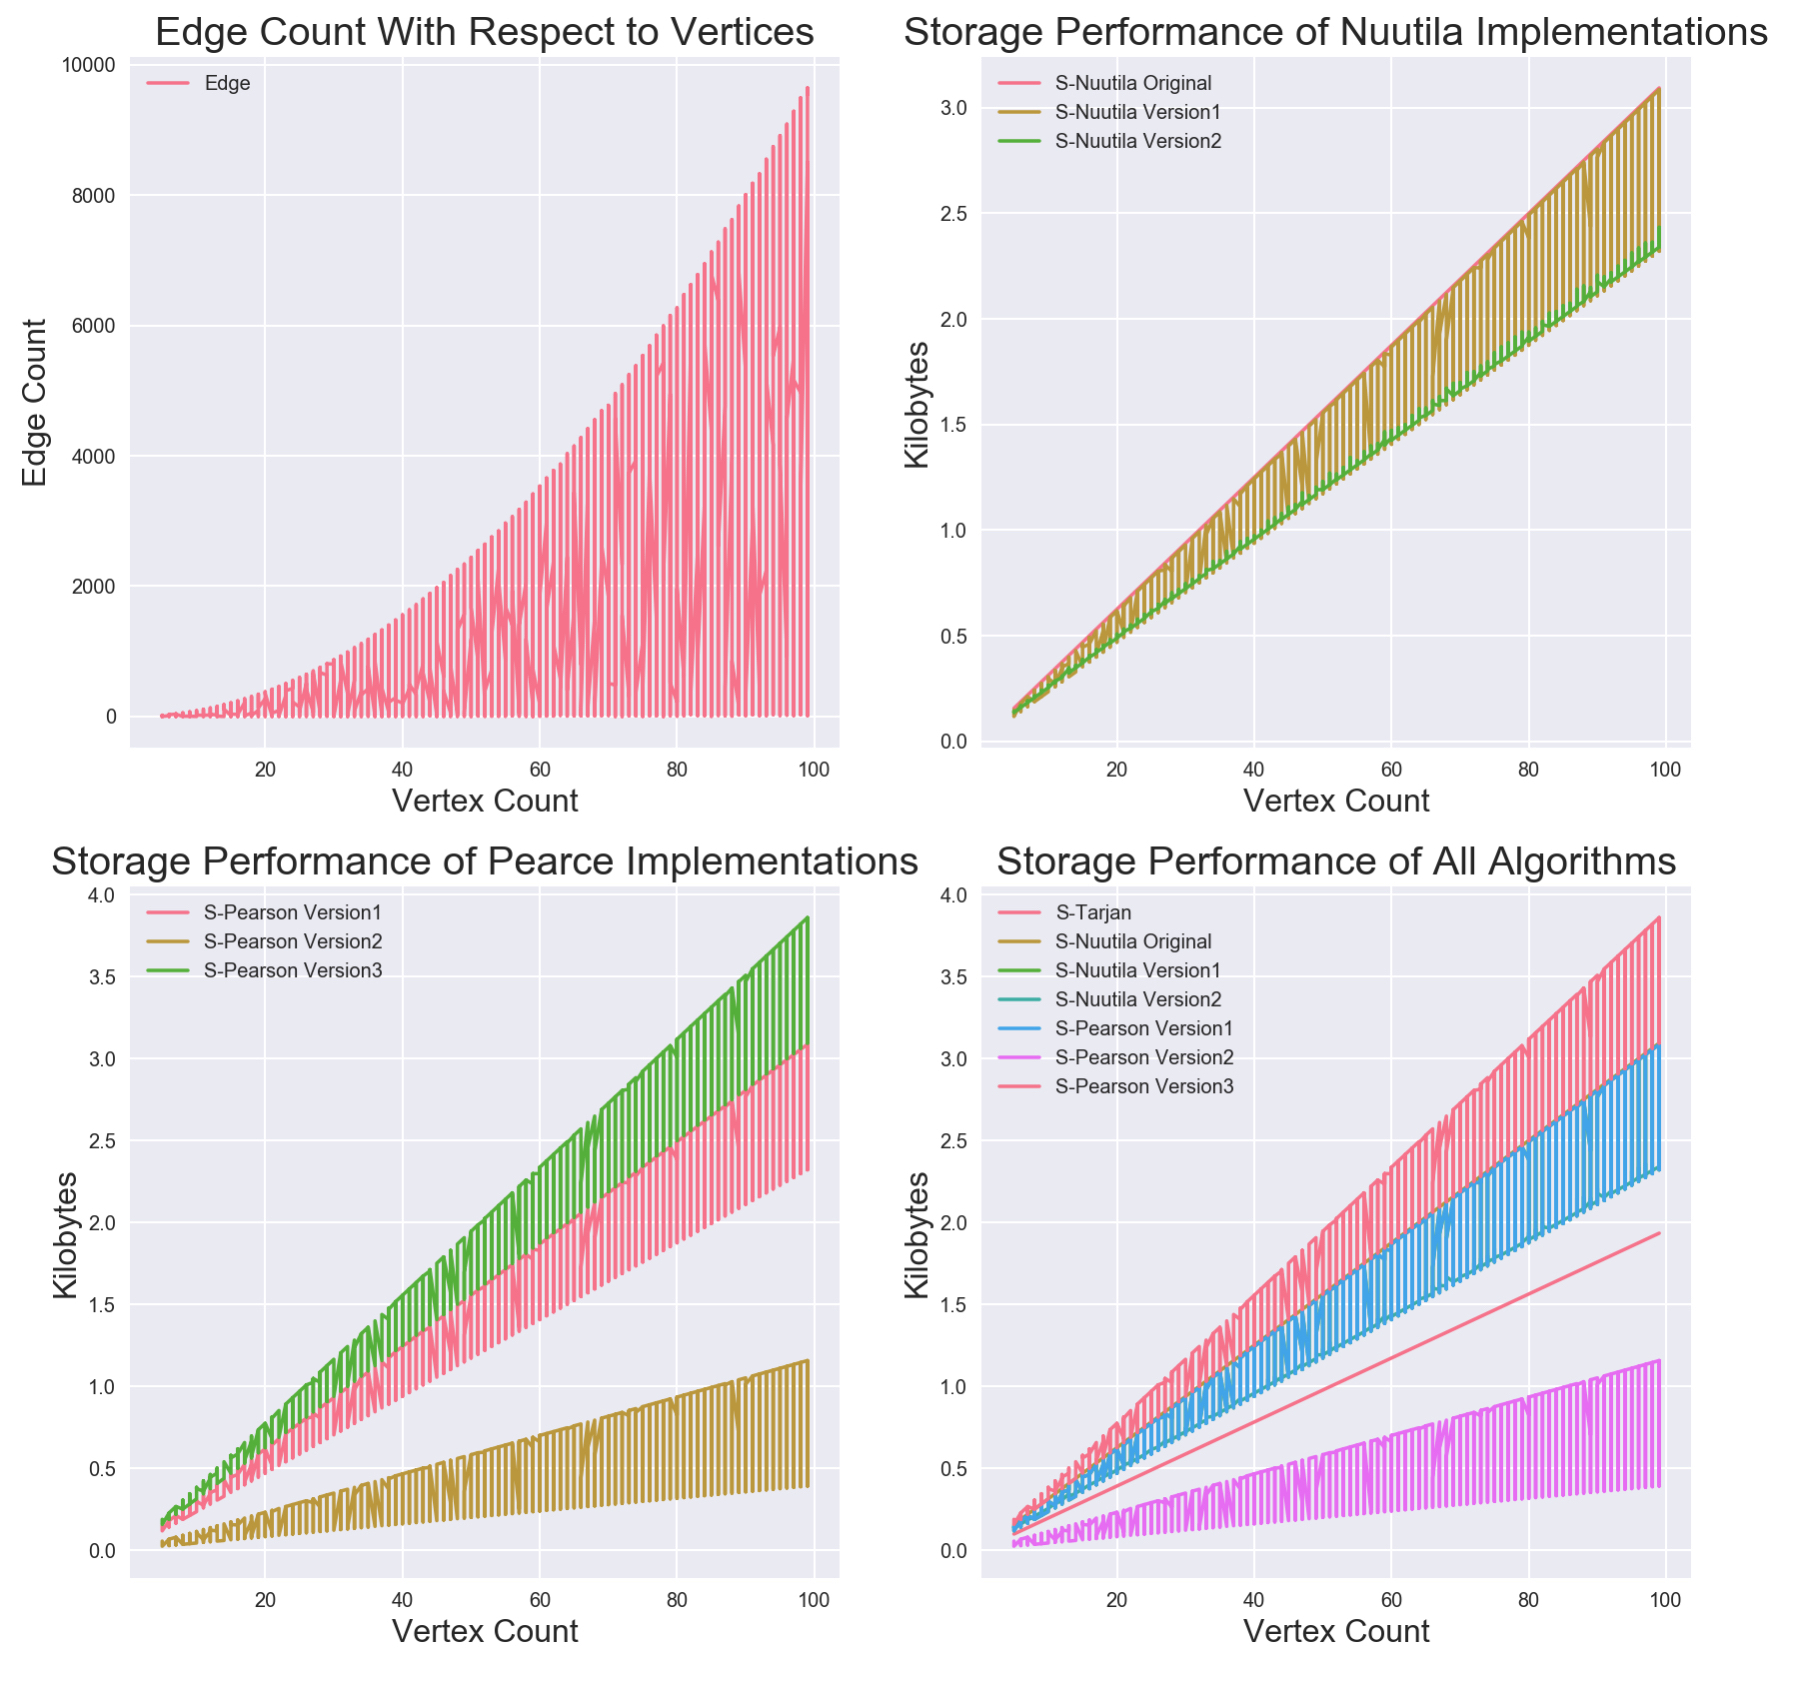 Edge Count With Respect to Vertices
10000
8000
6000
4000
2000
0
Edge Count
Edge
20 40 60 80 100
Vertex Count
Storage Performance of Nuutila Implementations
3.0
2.5
2.0
1.5
1.0
0.5
0.0
Kilobytes
S-Nuutila Original
S-Nuutila Version1
S-Nuutila Version2
20 40 60 80 100
Vertex Count
Storage Performance of Pearce Implementations
4.0
3.5
3.0
2.5
2.0
1.5
1.0
0.5
0.0
Kilobytes
S-Pearson Version1
S-Pearson Version2
S-Pearson Version3
20 40 60 80 100
Vertex Count
Storage Performance of All Algorithms
4.0
3.5
3.0
2.5
2.0
1.5
1.0
0.5
0.0
Kilobytes
S-Tarjan
S-Nuutila Original
S-Nuutila Version1
S-Nuutila Version2
S-Pearson Version1
S-Pearson Version2
S-Pearson Version3
20 40 60 80 100
Vertex Count